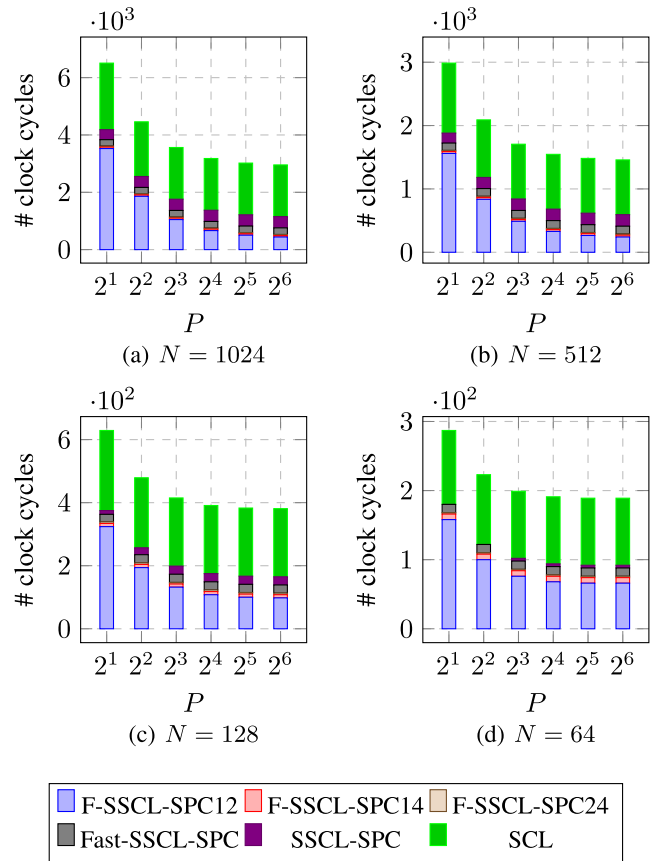 ·10³ ·10³
# clock cycles 6 4 2 0 # clock cycles 3 2 1 0
2¹ 2² 2³ 2⁴ 2⁵ 2⁶ 2¹ 2² 2³ 2⁴ 2⁵ 2⁶
P P
(a) N = 1024 (b) N = 512
·10² ·10²
# clock cycles 6 4 2 0 # clock cycles 3 2 1 0
2¹ 2² 2³ 2⁴ 2⁵ 2⁶ 2¹ 2² 2³ 2⁴ 2⁵ 2⁶
P P
(c) N = 128 (d) N = 64
F-SSCL-SPC12 F-SSCL-SPC14 F-SSCL-SPC24
Fast-SSCL-SPC SSCL-SPC SCL